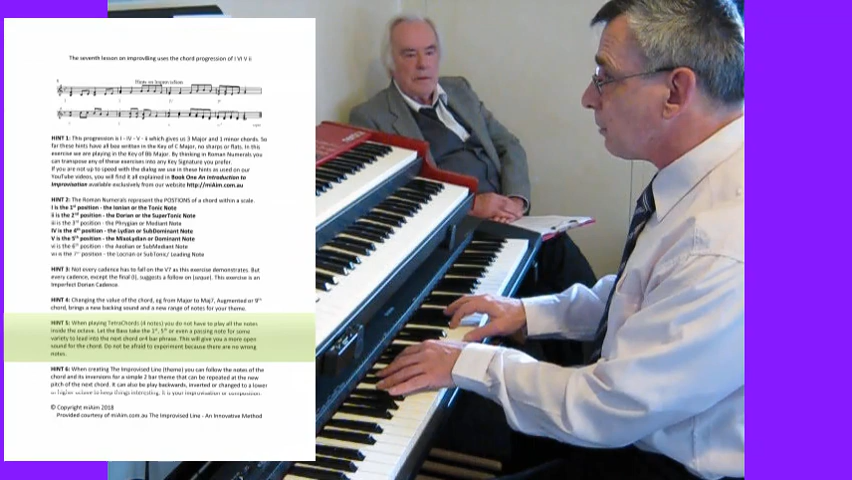 The seventh lesson on improvising uses the chord progression of I VI V ii
HINT 1: This progression is I - IV - V - ii which gives us 3 Major and 1 minor chords. So
far these hints have all been written in the Key of C Major, no sharps or flats. In this
exercise we are playing in the Key of Bb Major. By thinking in Roman Numerals you
can transpose any of these exercises into any Key Signature you prefer.
If you are not up to speed with the dialog we use in these hints as used on our
YouTube videos, you will find it all explained in Book One An Introduction to
Improvisation available exclusively from our website http://miAim.com.au
HINT 2: The Roman Numerals represent the POSTIONS of a chord within a scale.
I is the 1st position - the Ionian or the Tonic Note
ii is the 2nd position - the Dorian or the SuperTonic Note
iii is the 3rd position - the Phrygian or Mediant Note
IV is the 4th position - the Lydian or SubDominant Note
V is the 5th position - the MixoLydian or Dominant Note
vi is the 6th position - the Aeolian or SubMediant Note
vii is the 7th position - the Locrian or SubTonic/ Leading Note
HINT 3: Not every cadence has to fall on the V7 as this exercise demonstrates. But
every cadence, except the final (I), suggests a follow on (segue). This exercise is an
Imperfect Dorian Cadence.
HINT 4: Changing the value of the chord, eg from Major to Maj7, Augmented or 9th
chord, brings a new backing sound and a new range of notes for your theme.
HINT 5: When playing TetraChords (4 notes) you do not have to play all the notes
inside the octave. Let the Bass take the 1st, 5th or even a passing note for some
variety to lead into the next chord or4 bar phrase. This will give you a more open
sound for the chord. Do not be afraid to experiment because there are no wrong
notes.
HINT 6: When creating The Improvised Line (theme) you can follow the notes of the
chord and its inversions for a simple 2 bar theme that can be repeated at the new
pitch of the next chord. It can also be play backwards, inverted or changed to a lower
or higher octave to keep things interesting. It is your improvisation or composition.
© Copyright miAim 2018
Provided courtesy of miAim.com.au The Improvised Line - An Innovative Method